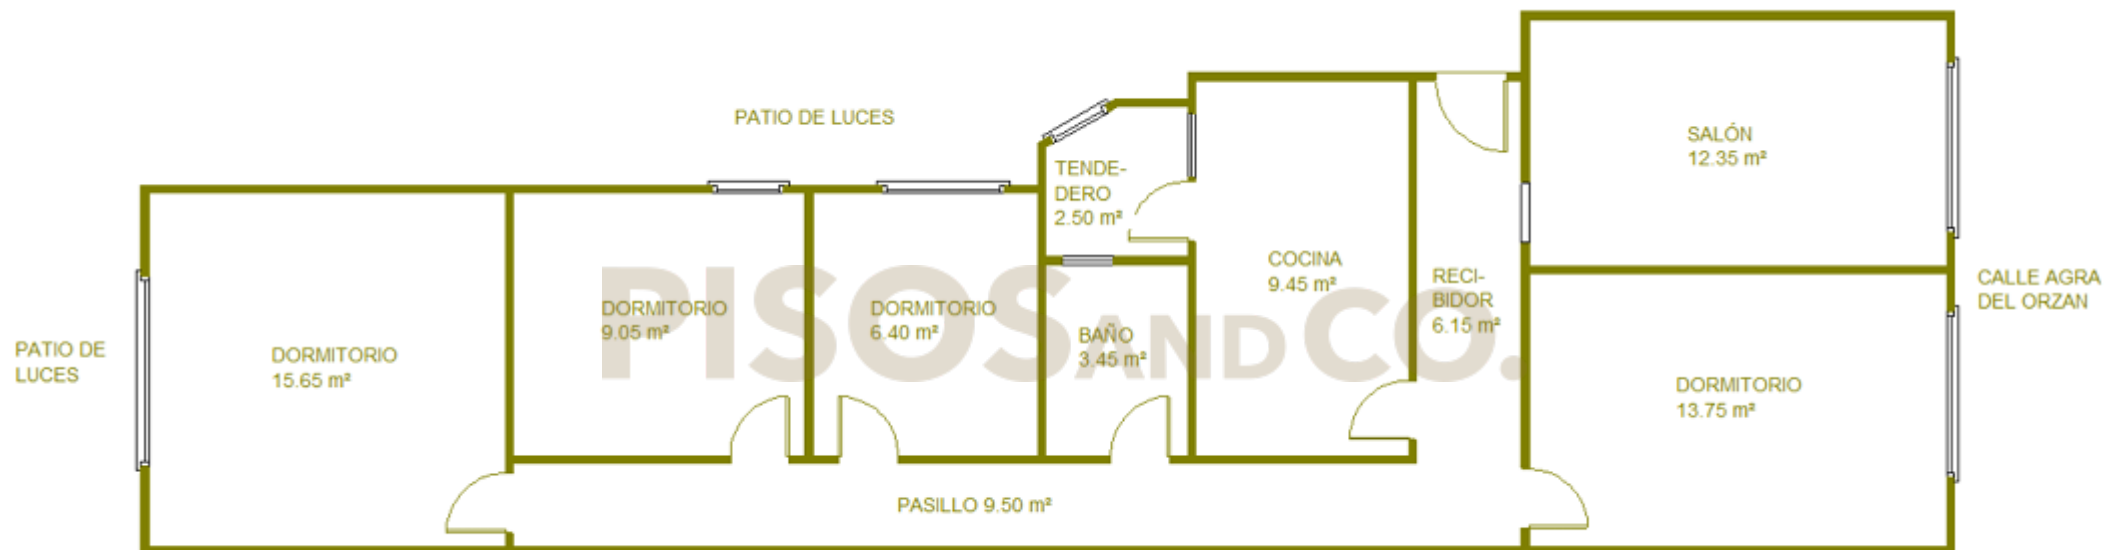 PATIO DE LUCES
SALÓN
12.35 m²
TENDE-
DERO
2.50 m²
COCINA
9.45 m²
RECI-
BIDOR
6.15 m²
CALLE AGRA
DEL ORZAN
DORMITORIO
9.05 m²
DORMITORIO
6.40 m²
BAÑO
3.45 m²
PISOS AND CO.
PATIO DE
LUCES
DORMITORIO
15.65 m²
DORMITORIO
13.75 m²
PASILLO 9.50 m²